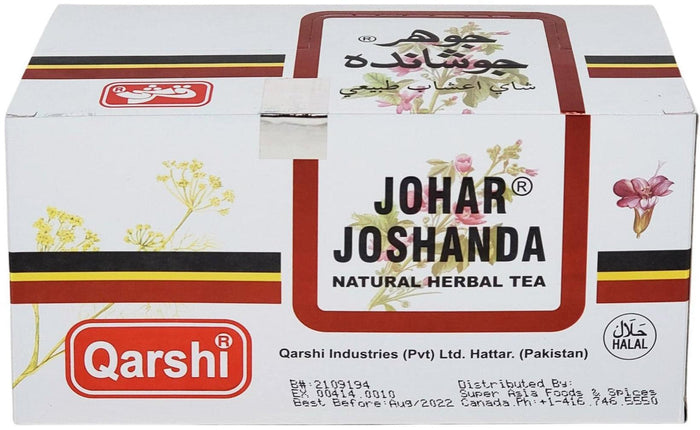 جوهر®
جوشانده
شاي اعشاب طبيعي
قرشی®
JOHAR®
JOSHANDA
NATURAL HERBAL TEA
Qarshi®
Qarshi Industries (Pvt) Ltd. Hattar. (Pakistan)
حلال
HALAL
B#:2109194
EX 00414.0010
Best Before:Aug/2022
Distributed By:
Super Asia Foods & Spices
Canada.Ph:+1-416.746.5550